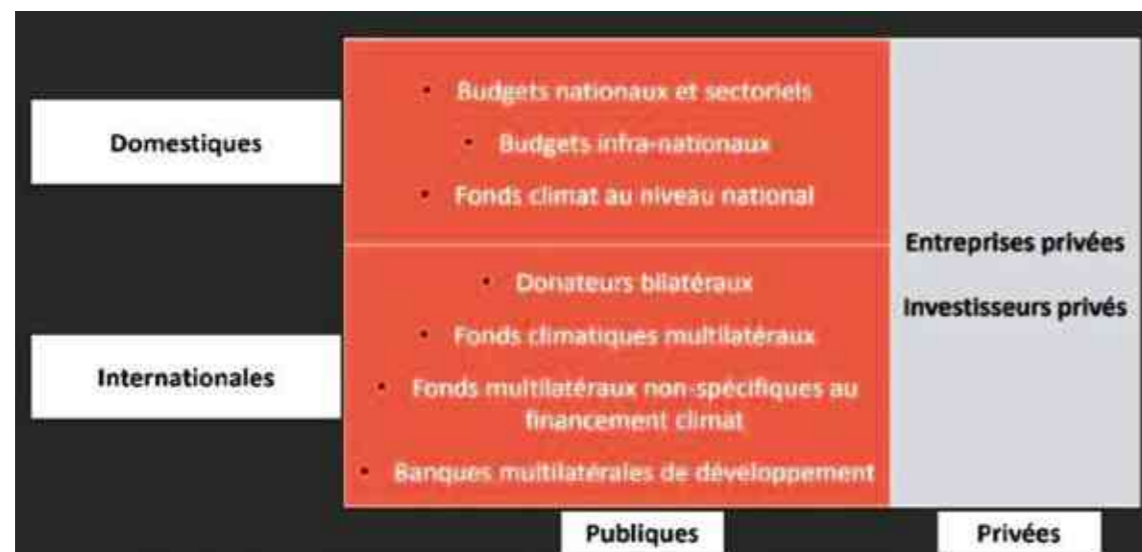 Domestiques
• Budgets nationaux et sectoriels
• Budgets infra-nationaux
• Fonds climat au niveau national
Entreprises privées
Investisseurs privés
Internationales
• Donateurs bilatéraux
• Fonds climatiques multilatéraux
• Fonds multilatéraux non-spécifiques au
financement climat
• Banques multilatérales de développement
Publiques
Privées